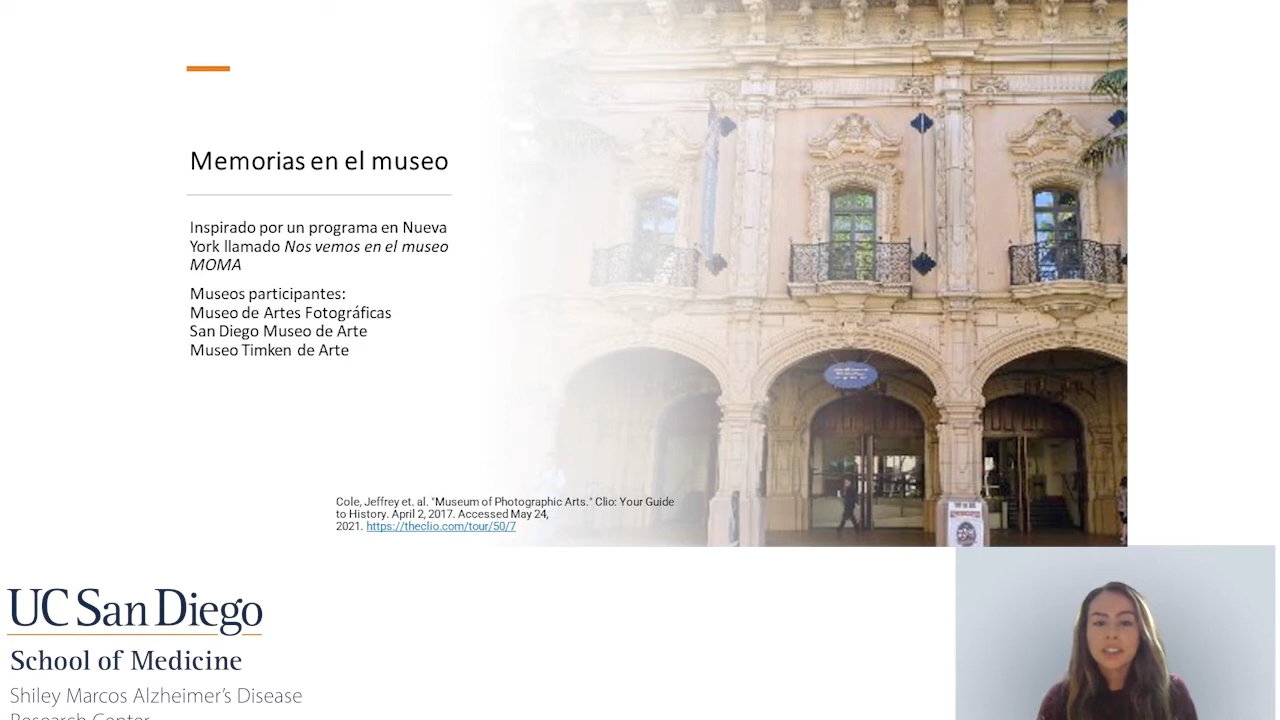 Memorias en el museo
Inspirado por un programa en Nueva
York llamado Nos vemos en el museo
MOMA
Museos participantes:
Museo de Artes Fotográficas
San Diego Museo de Arte
Museo Timken de Arte
Cole, Jeffrey et. al. "Museum of Photographic Arts." Clio: Your Guide
to History. April 2, 2017. Accessed May 24,
2021. https://theclio.com/tour/50/7
UC San Diego
School of Medicine
Shiley Marcos Alzheimer's Disease
Research Center